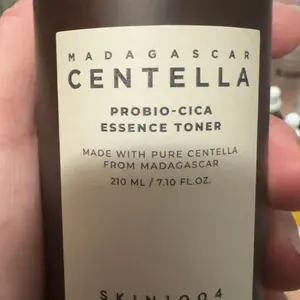 MADAGASCAR
CENTELLA
PROBIO-CICA
ESSENCE TONER
MADE WITH PURE CENTELLA
FROM MADAGASCAR
210 ML / 7.10 FL.OZ.
SKIN1004